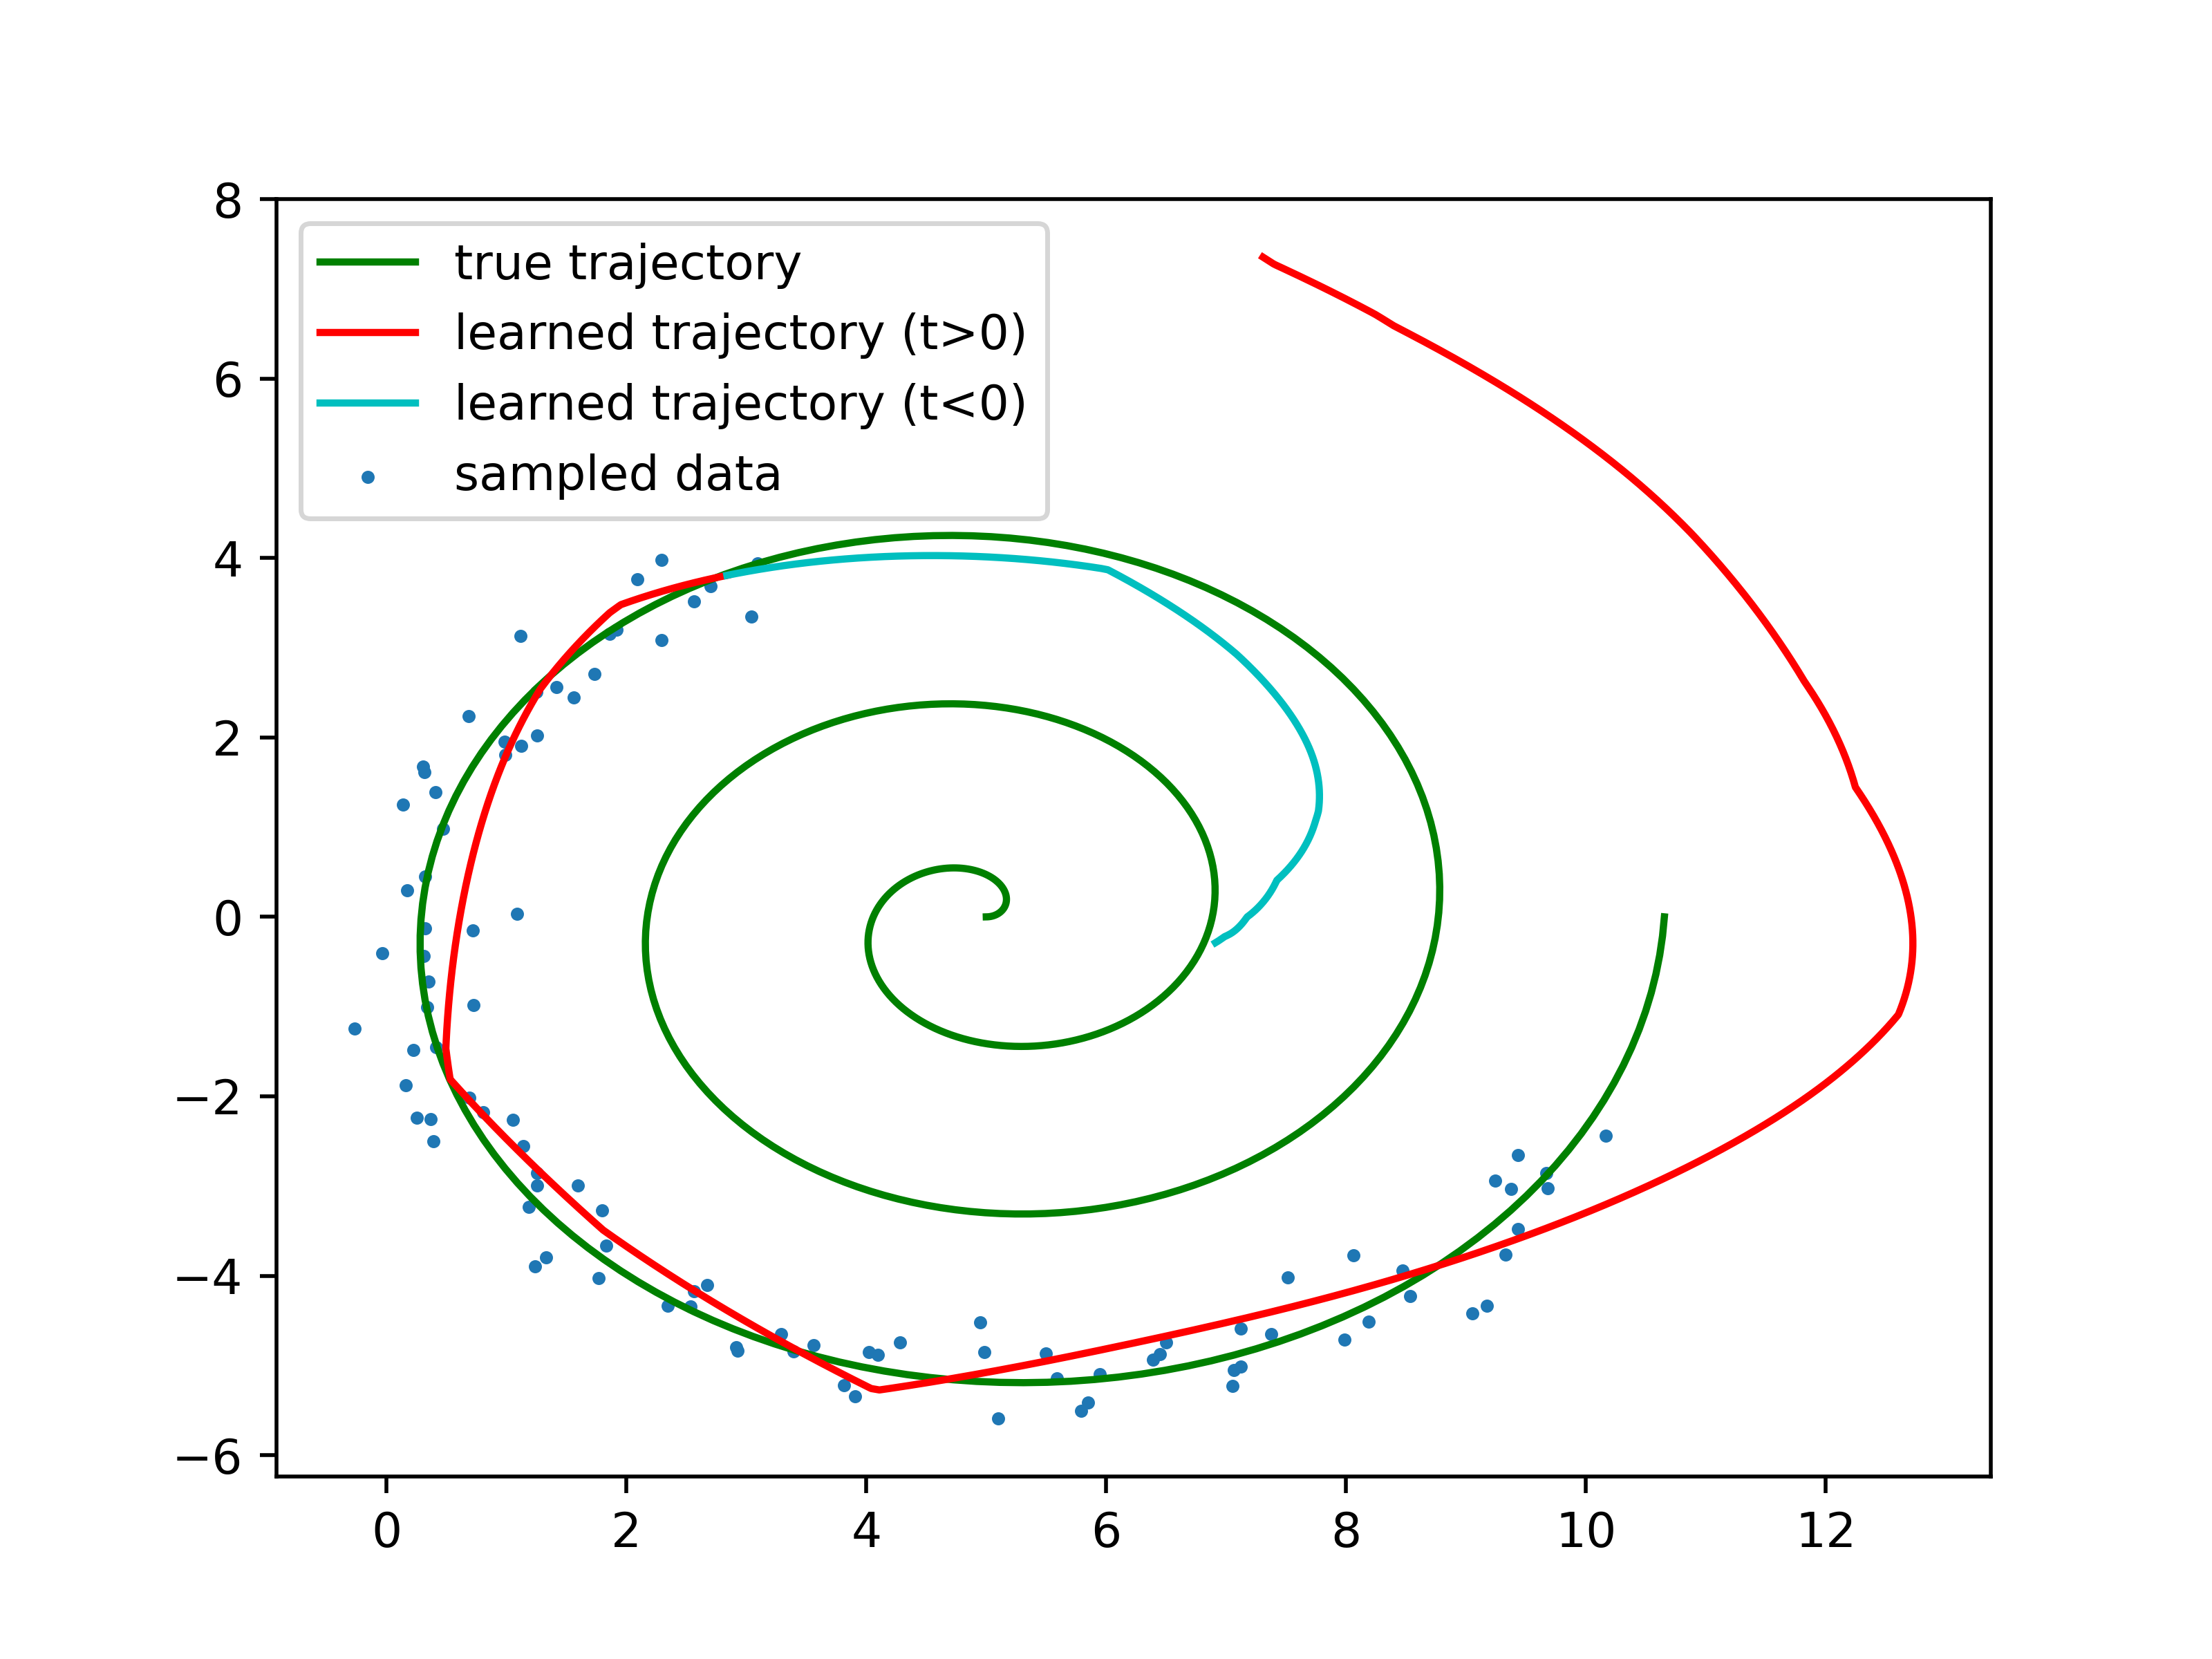 8
6
4
2
0
−2
−4
−6
true trajectory
learned trajectory (t>0)
learned trajectory (t<0)
sampled data
0 2 4 6 8 10 12